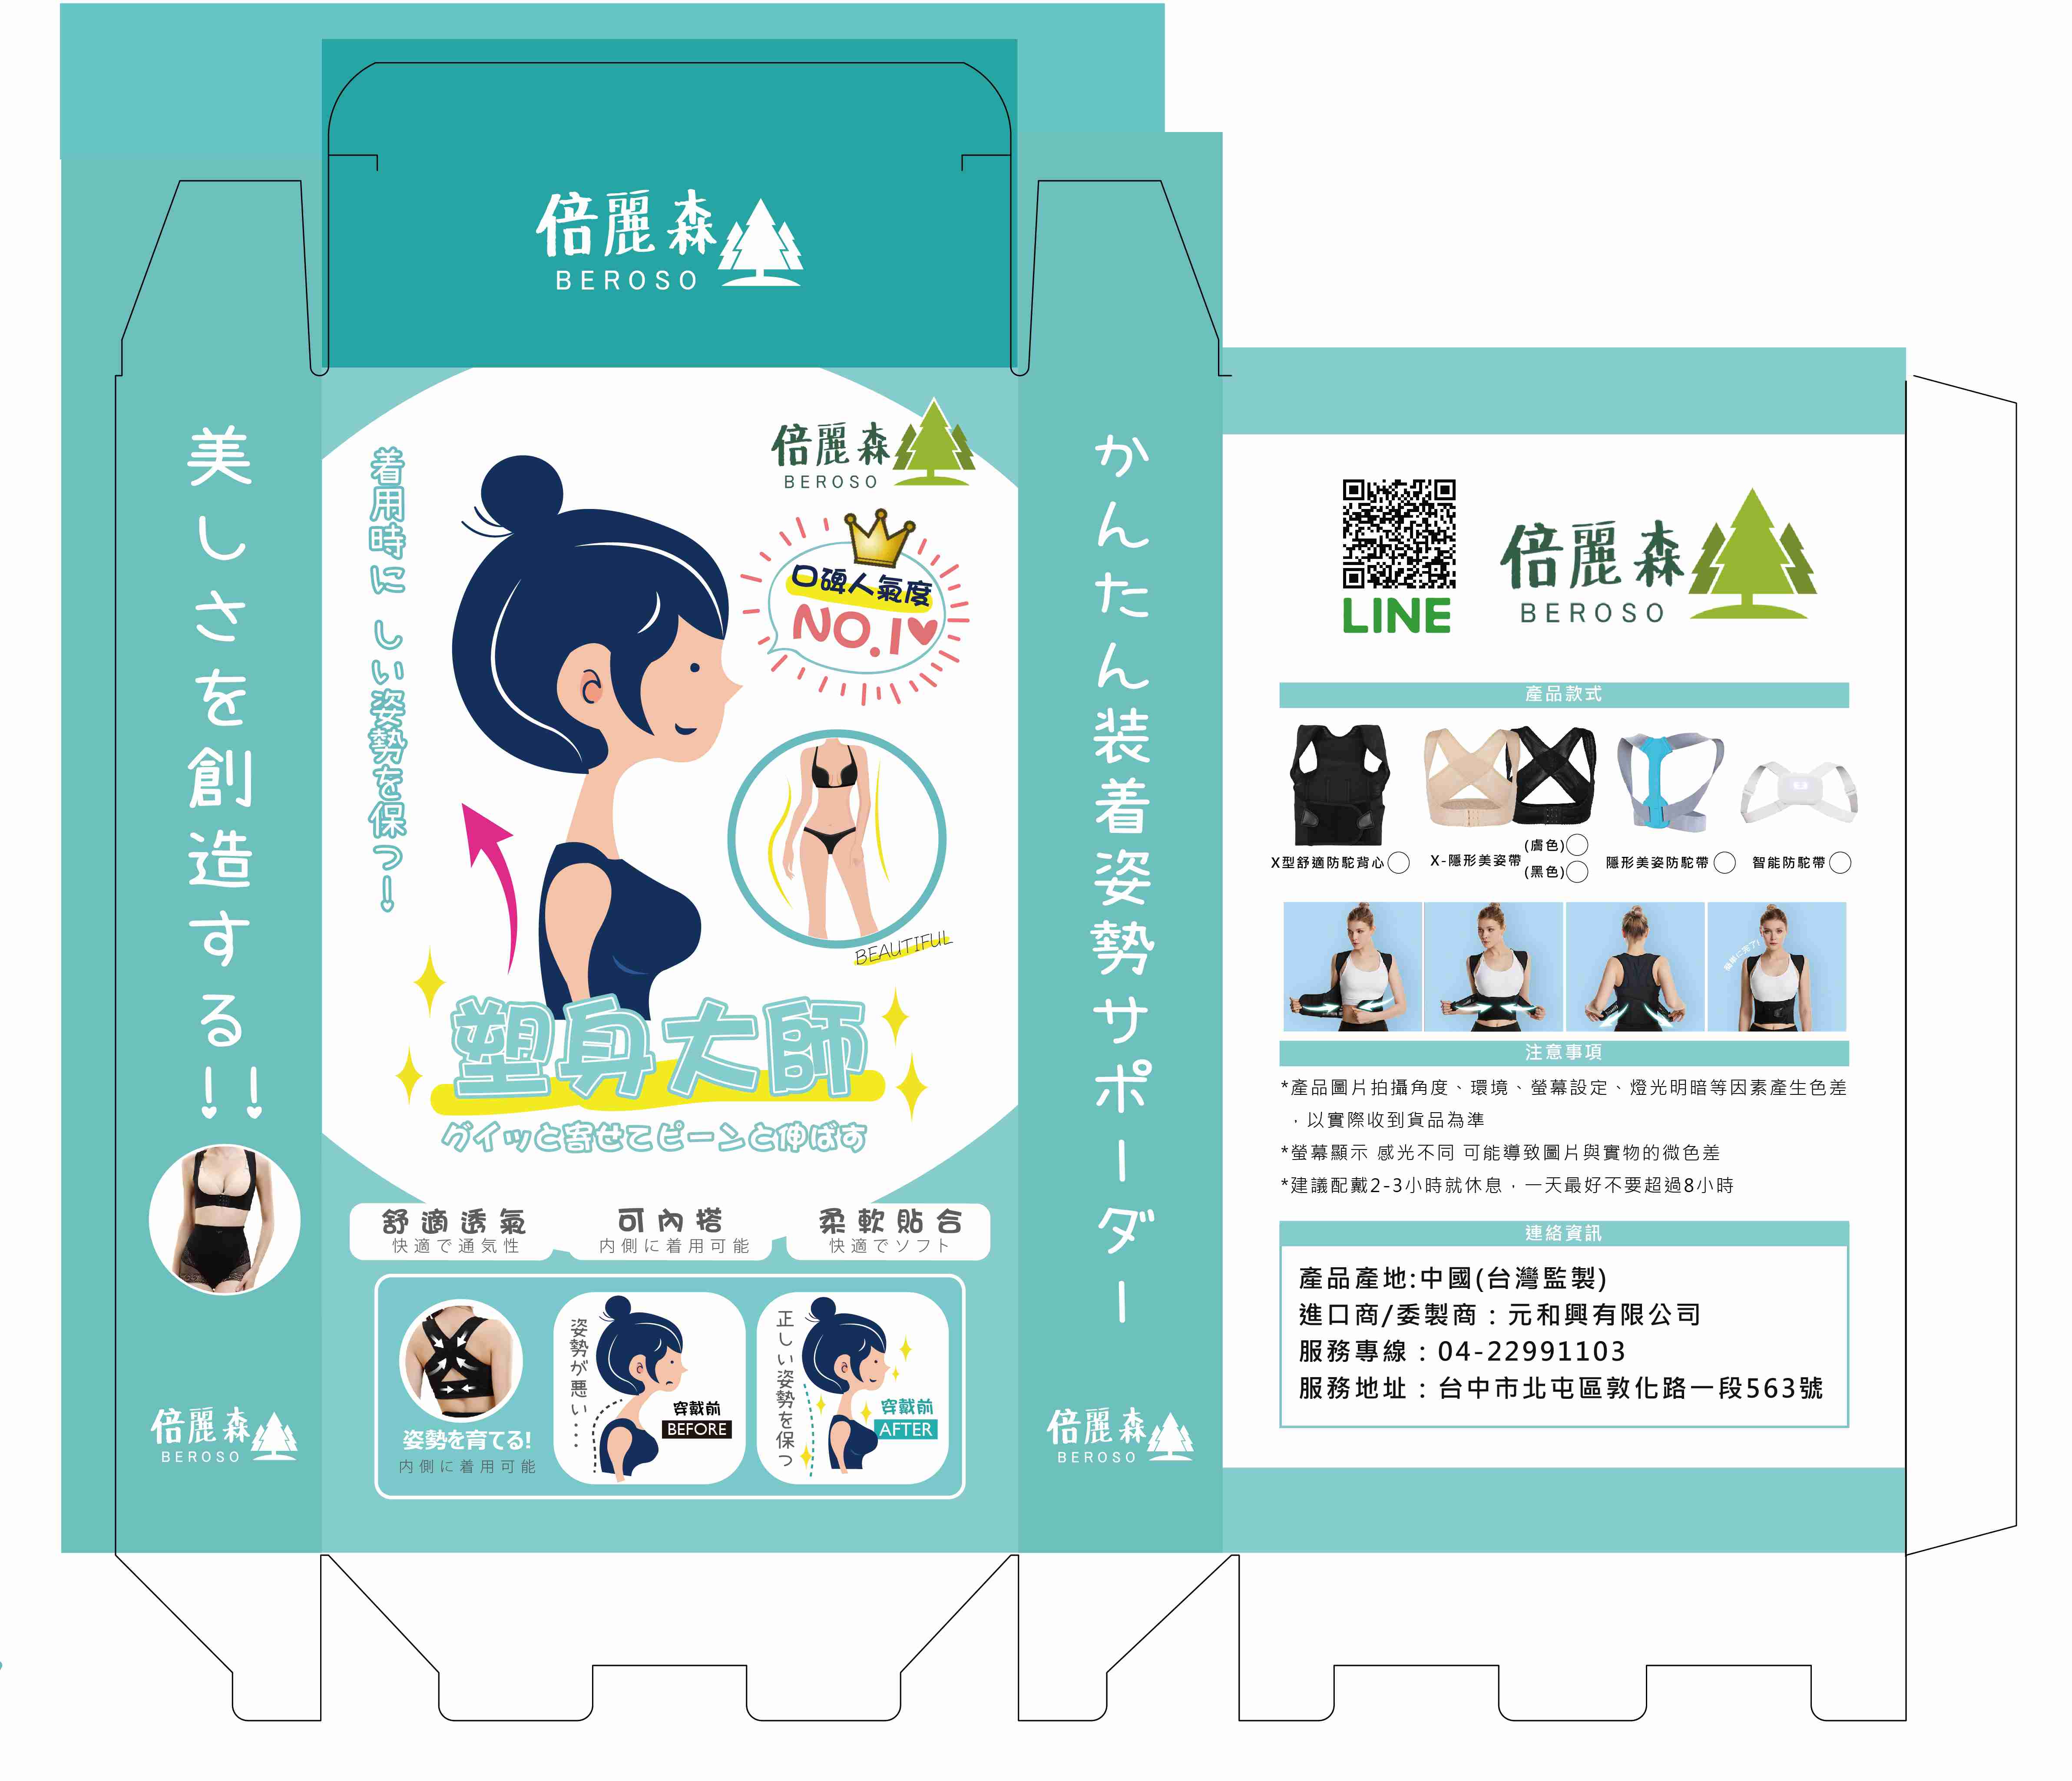 倍麗森
BEROSO
美しさを創造する!!
倍麗森
BEROSO
着用時に しい姿勢を保つ!
倍麗森
BEROSO
口碑人氣度
NO.1
BEAUTIFUL
塑身大師
グイッと寄せてピーンと伸ばす
舒適透氣
快適で通気性
可內搭
内側に着用可能
柔軟貼合
快適でソフト
姿勢を育てる!
内側に着用可能
姿勢が悪い...
穿戴前
BEFORE
正しい姿勢を保つ
穿戴前
AFTER
かんたん装着姿勢サポーダー
倍麗森
BEROSO
LINE
倍麗森
BEROSO
產品款式
X型舒適防駝背心
X-隱形美姿帶
(膚色)
(黑色)
隱形美姿防駝帶
智能防駝帶
簡単に完了!
注意事項
*產品圖片拍攝角度、環境、螢幕設定、燈光明暗等因素產生色差
，以實際收到貨品為準
*螢幕顯示 感光不同 可能導致圖片與實物的微色差
*建議配戴2-3小時就休息，一天最好不要超過8小時
連絡資訊
產品產地:中國(台灣監製)
進口商/委製商：元和興有限公司
服務專線：04-22991103
服務地址：台中市北屯區敦化路一段563號